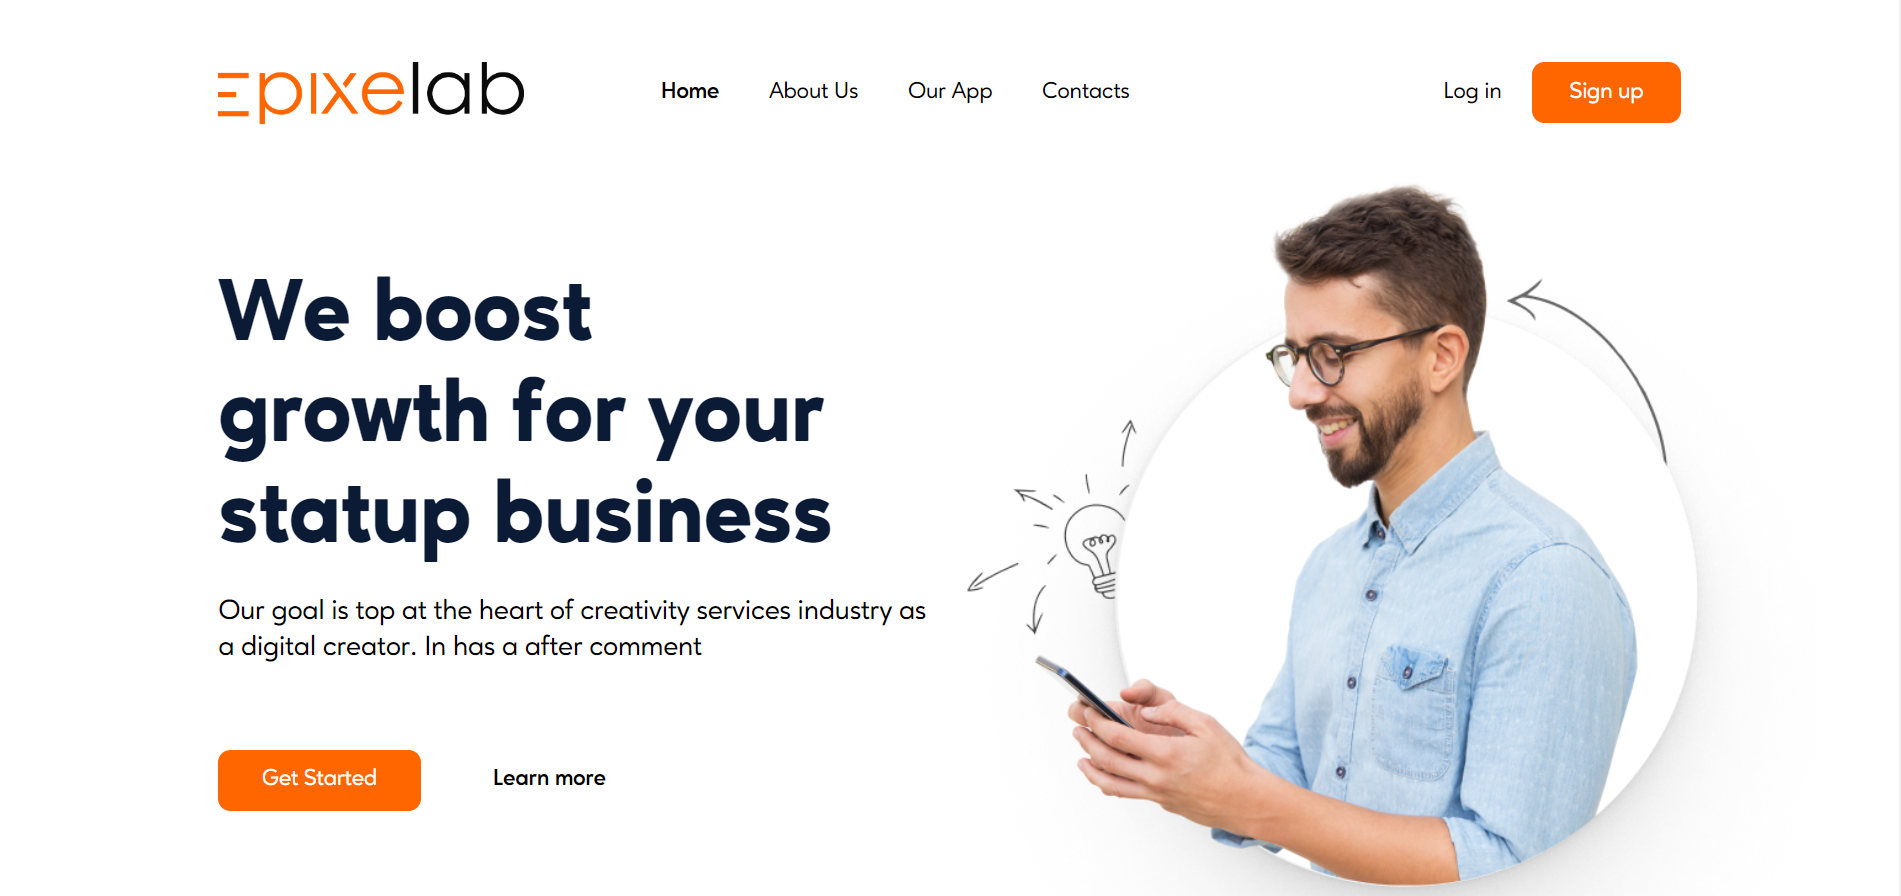 Epixelab
Home
About Us
Our App
Contacts
Log in
Sign up
We boost
growth for your
statup business
Our goal is top at the heart of creativity services industry as
a digital creator. In has a after comment
Get Started
Learn more